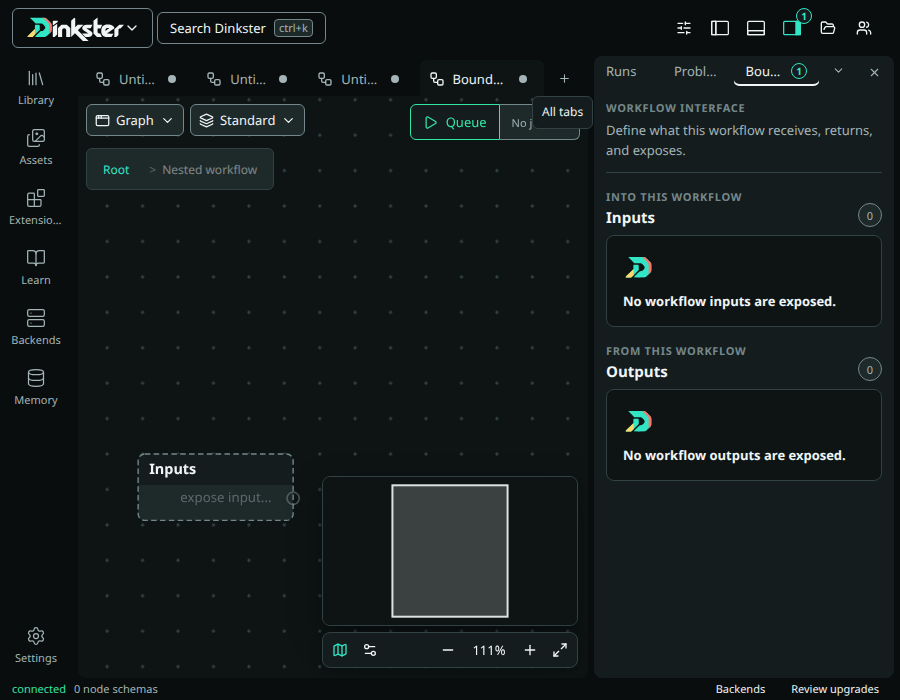 Dinkster
Search Dinkster ctrl+k
1
Library
Assets
Extensio...
Learn
Backends
Memory
Settings
Unti...
Unti...
Unti...
Bound...
All tabs
Graph
Standard
Queue
No j
Root > Nested workflow
Inputs
expose input...
111%
Runs
Probl...
Bou... 1
WORKFLOW INTERFACE
Define what this workflow receives, returns,
and exposes.
INTO THIS WORKFLOW
Inputs
0
No workflow inputs are exposed.
FROM THIS WORKFLOW
Outputs
0
No workflow outputs are exposed.
connected 0 node schemas
Backends
Review upgrades